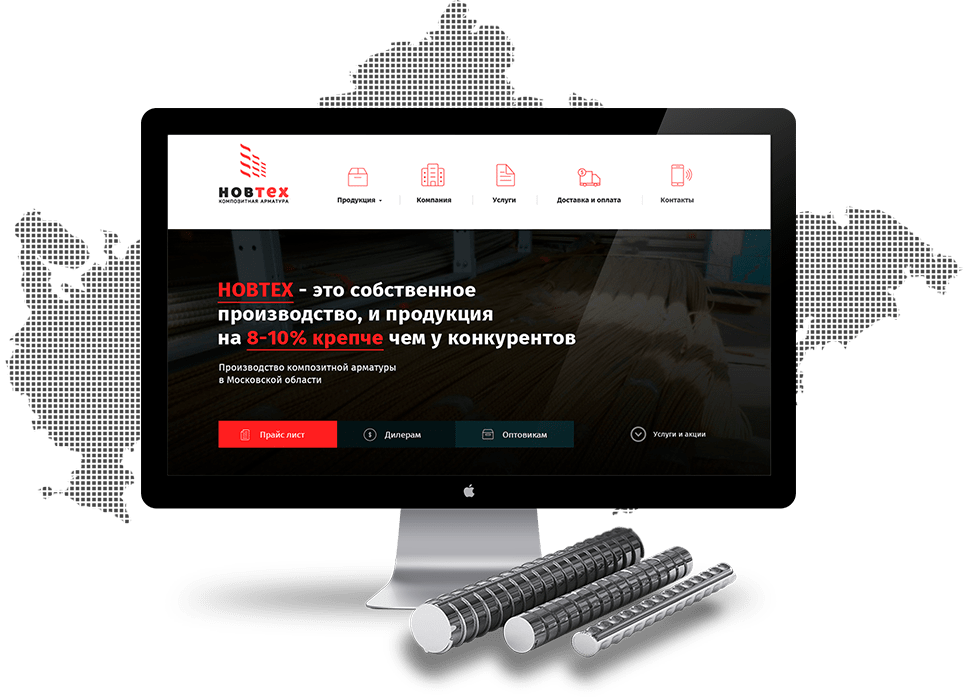 НОВТЕХ
КОМПОЗИТНАЯ АРМАТУРА
Продукция
Компания
Услуги
Доставка и оплата
Контакты
НОВТЕХ - это собственное
производство, и продукция
на 8-10% крепче чем у конкурентов
Производство композитной арматуры
в Московской области
Прайс лист
Дилерам
Оптовикам
Услуги и акции